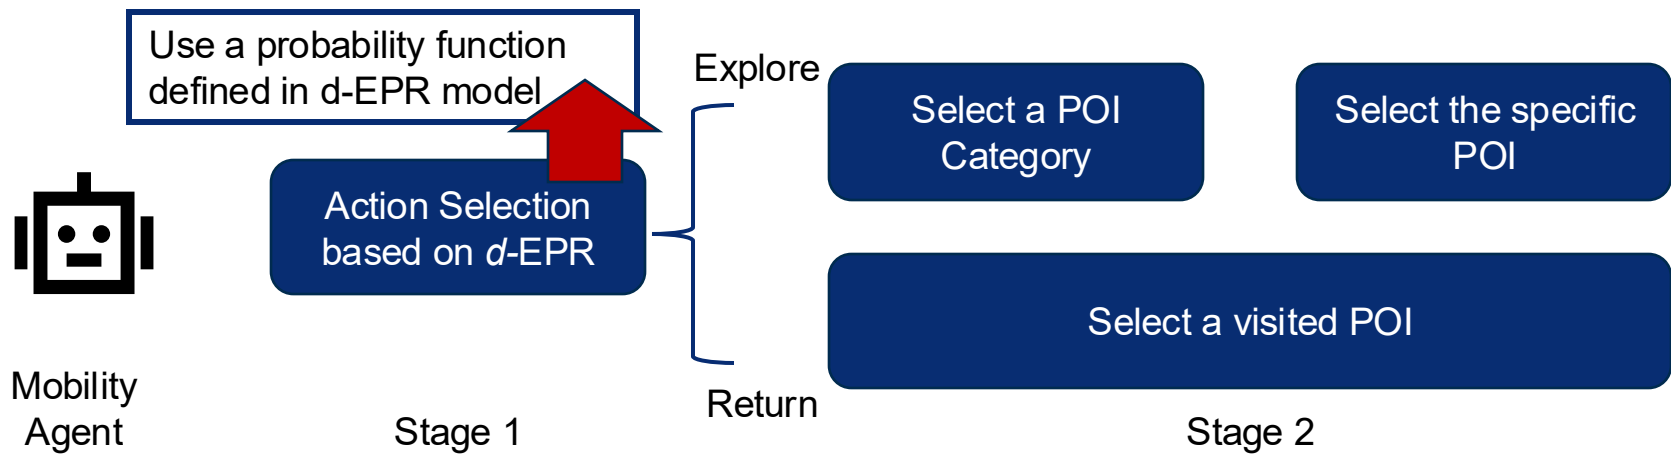 Use a probability function
defined in d-EPR model
Explore
Select a POI
Category
Select the specific
POI
Action Selection
based on d-EPR
Select a visited POI
Mobility
Agent
Return
Stage 1
Stage 2